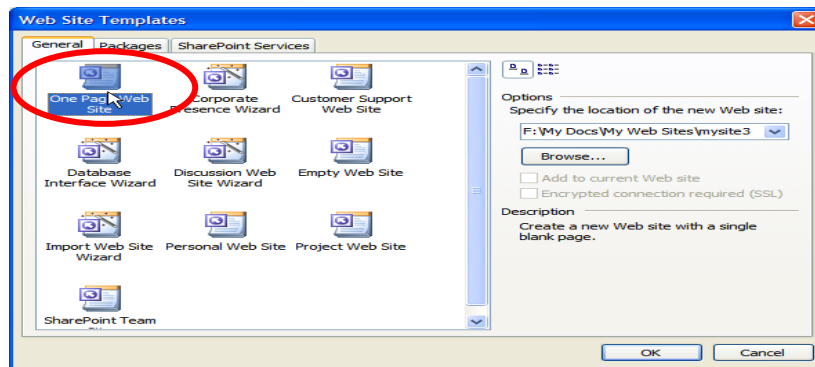 Web Site Templates
General Packages SharePoint Services
One Page Web
Site
Corporate
Presence Wizard
Customer Support
Web Site
Database
Interface Wizard
Discussion Web
Site Wizard
Empty Web Site
Import Web Site
Wizard
Personal Web Site
Project Web Site
SharePoint Team
Options
Specify the location of the new Web site:
F:\My Docs\My Web Sites\mysite3
Browse...
Add to current Web site
Encrypted connection required (SSL)
Description
Create a new Web site with a single
blank page.
OK Cancel